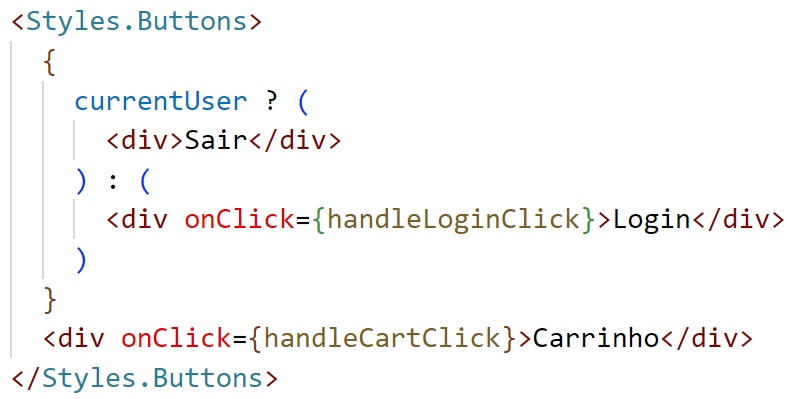 <Styles.Buttons>
  {
    currentUser ? (
      <div>Sair</div>
    ) : (
      <div onClick={handleLoginClick}>Login</div>
    )
  }
  <div onClick={handleCartClick}>Carrinho</div>
</Styles.Buttons>